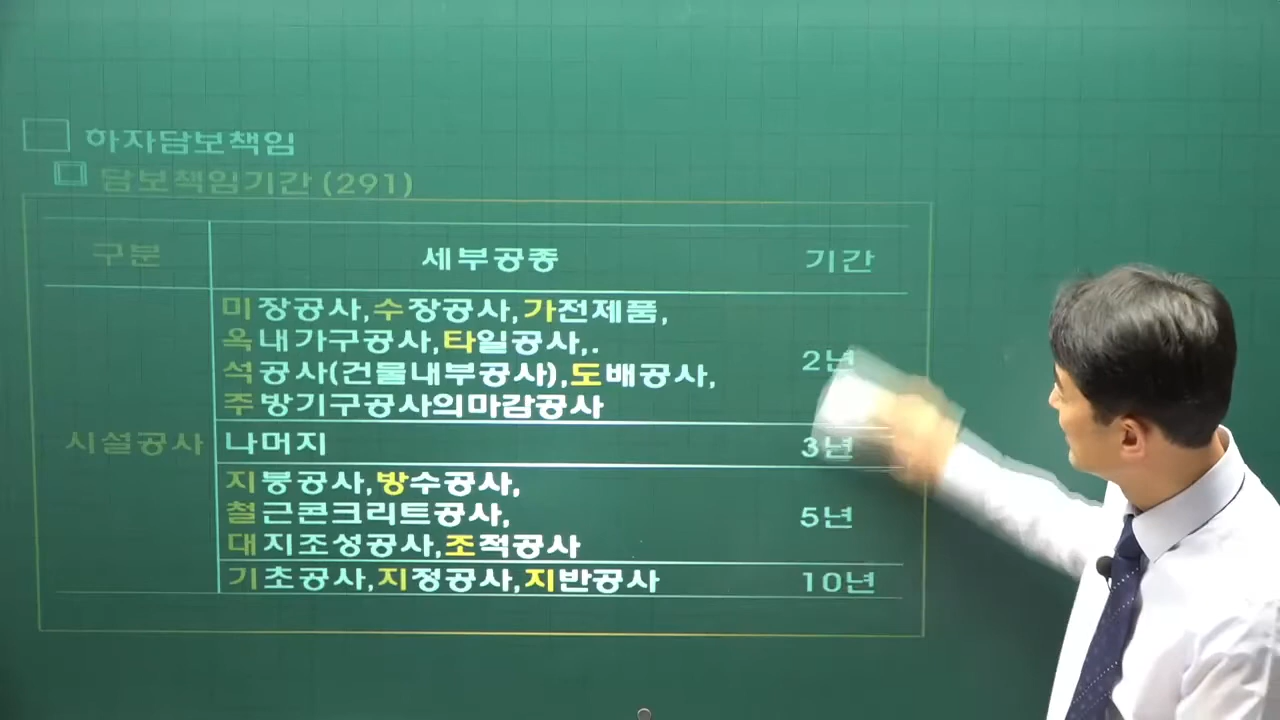 하자담보책임
담보책임기간 (291)
구분 세부공종 기간
미장공사,수장공사,가전제품,
옥내가구공사,타일공사,.
석공사(건물내부공사),도배공사,
주방기구공사의마감공사
2년
시설공사 나머지 3년
지붕공사,방수공사,
철근콘크리트공사,
대지조성공사,조적공사
5년
기초공사,지정공사,지반공사 10년